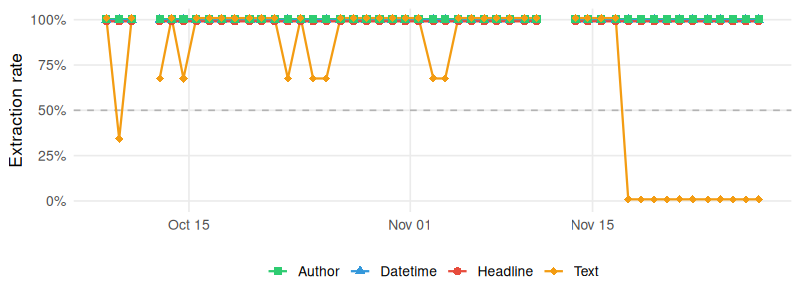 100%
75%
50%
25%
0%
Extraction rate
Oct 15 Nov 01 Nov 15
Author Datetime Headline Text